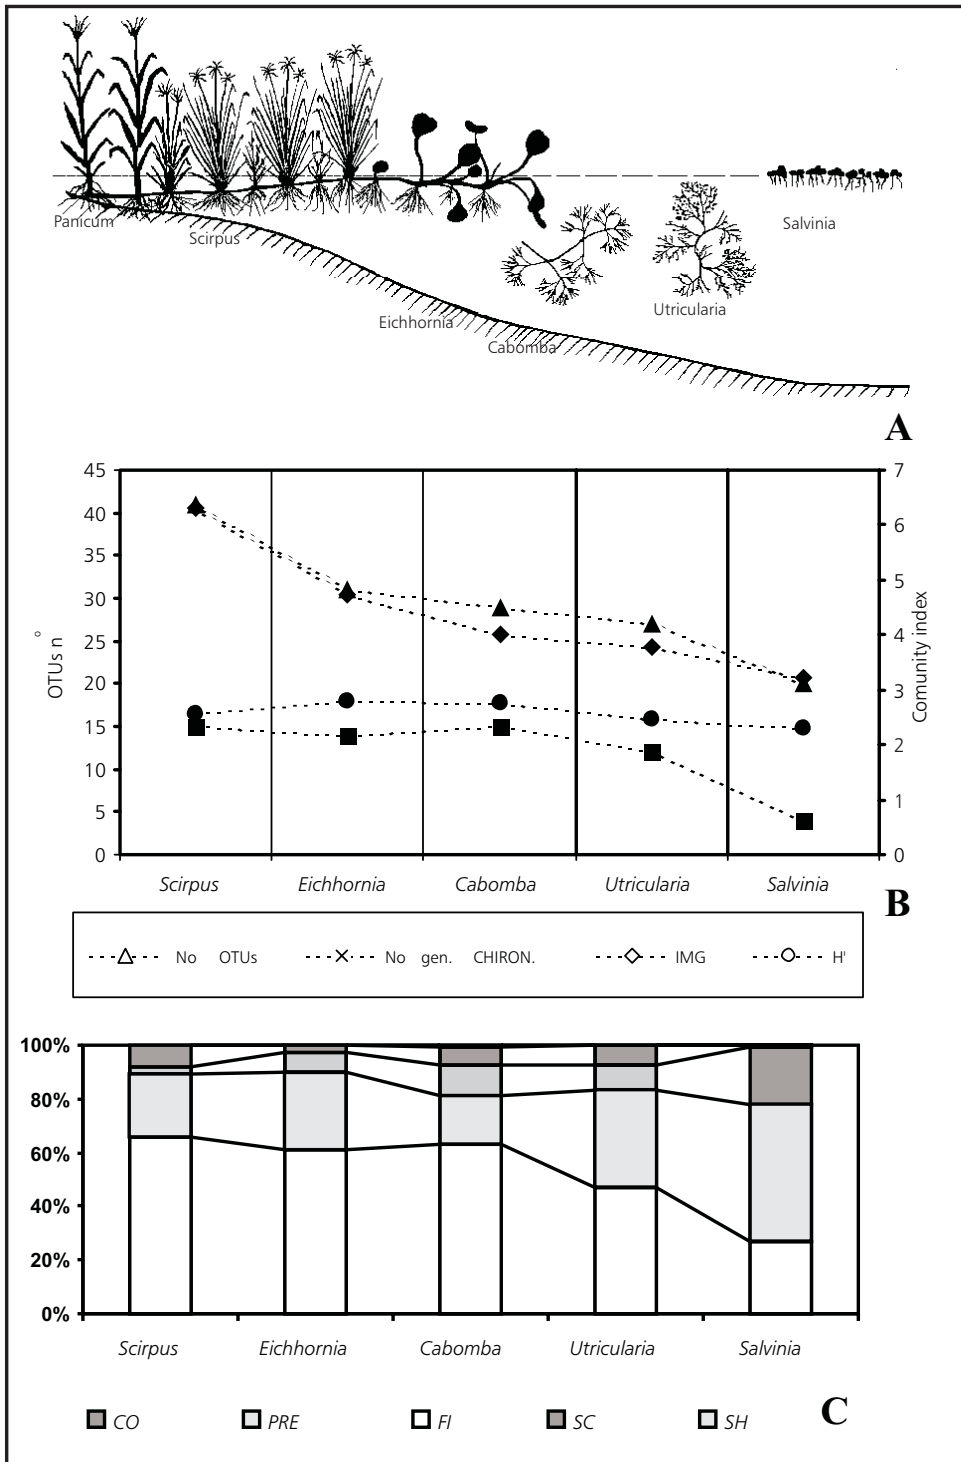 Panicum
Scirpus
Eichhornia
Cabomba
Utricularia
Salvinia
A
45
40
35
30
25
20
15
10
5
0
OTUs n°
7
6
5
4
3
2
1
0
Comunity index
Scirpus Eichhornia Cabomba Utricularia Salvinia
B
No OTUs No gen. CHIRON. IMG H'
100%
80%
60%
40%
20%
0%
Scirpus Eichhornia Cabomba Utricularia Salvinia
CO PRE FI SC SH
C